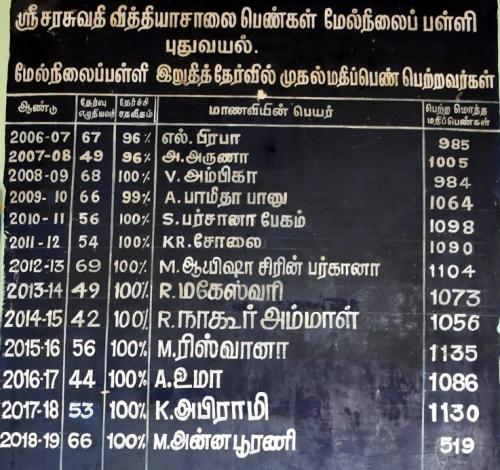 ஸ்ரீ சரசுவதி வித்தியாசாலை பெண்கள் மேல்நிலைப் பள்ளி
புதுவயல்.
மேல்நிலைப்பள்ளி இறுதித்தேர்வில் முதல்மதிப்பெண் பெற்றவர்கள்
ஆண்டு தேர்வு எழுதியவர் தேர்ச்சி சதவீதம் மாணவியின் பெயர் பெற்ற மொத்த மதிப்பெண்கள்
2006-07 67 96% எல். பிரபா 985
2007-08 49 96% அ. அருணா 1005
2008-09 68 100% V. அம்பிகா 984
2009-10 66 99% A. பாமிதா பானு 1064
2010-11 56 100% S. பர்சானா பேகம் 1098
2011-12 54 100% KR. சோலை 1090
2012-13 69 100% M. ஆயிஷா சிரின் பர்கானா 1104
2013-14 49 100% R. மகேஸ்வரி 1073
2014-15 42 100% R. நாகூர் அம்மாள் 1056
2015-16 56 100% M. ரிஸ்வானா 1135
2016-17 44 100% A. உமா 1086
2017-18 53 100% K. அபிராமி 1130
2018-19 66 100% M. அன்னபூரணி 519